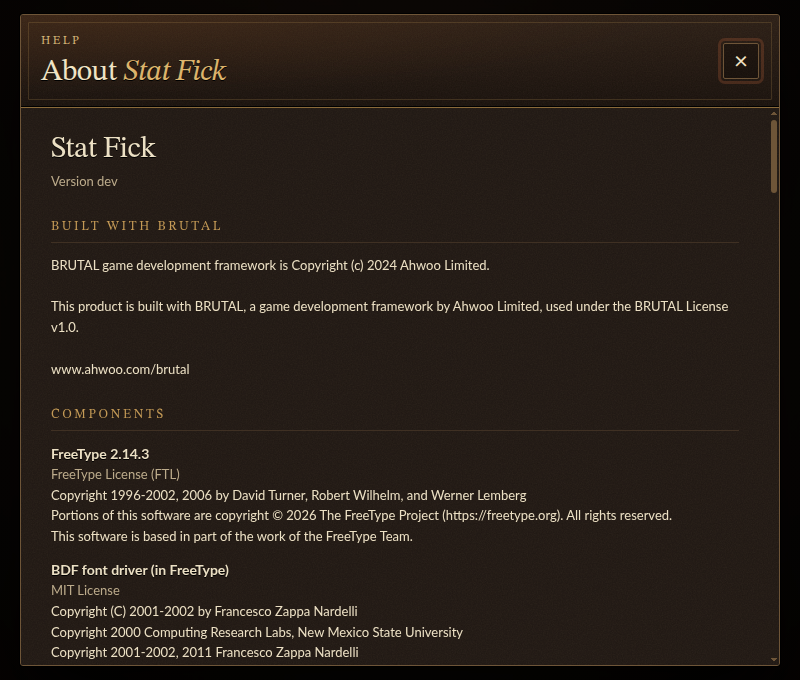 HELP
About Stat Fick
✕
Stat Fick
Version dev
BUILT WITH BRUTAL
BRUTAL game development framework is Copyright (c) 2024 Ahwoo Limited.
This product is built with BRUTAL, a game development framework by Ahwoo Limited, used under the BRUTAL License
v1.0.
www.ahwoo.com/brutal
COMPONENTS
FreeType 2.14.3
FreeType License (FTL)
Copyright 1996-2002, 2006 by David Turner, Robert Wilhelm, and Werner Lemberg
Portions of this software are copyright © 2026 The FreeType Project (https://freetype.org). All rights reserved.
This software is based in part of the work of the FreeType Team.
BDF font driver (in FreeType)
MIT License
Copyright (C) 2001-2002 by Francesco Zappa Nardelli
Copyright 2000 Computing Research Labs, New Mexico State University
Copyright 2001-2002, 2011 Francesco Zappa Nardelli